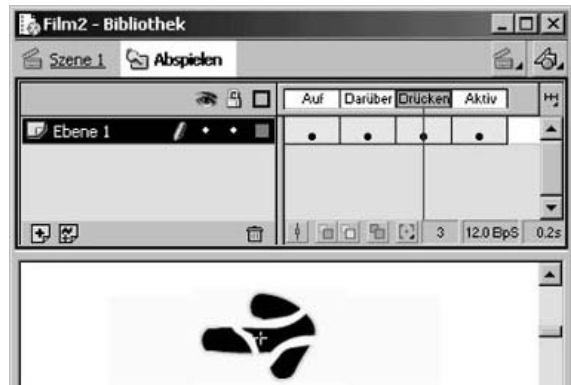 Film2 - Bibliothek
Szene 1 Abspielen
Auf Darüber Drücken Aktiv
Ebene 1
3 12.0 BpS 0.2s